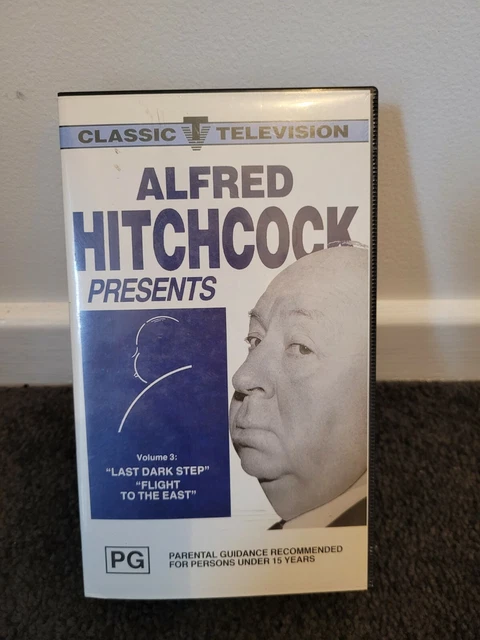 CLASSIC TV TELEVISION
ALFRED
HITCHCOCK
PRESENTS
Volume 3:
"LAST DARK STEP"
"FLIGHT
TO THE EAST"
PG
PARENTAL GUIDANCE RECOMMENDED
FOR PERSONS UNDER 15 YEARS